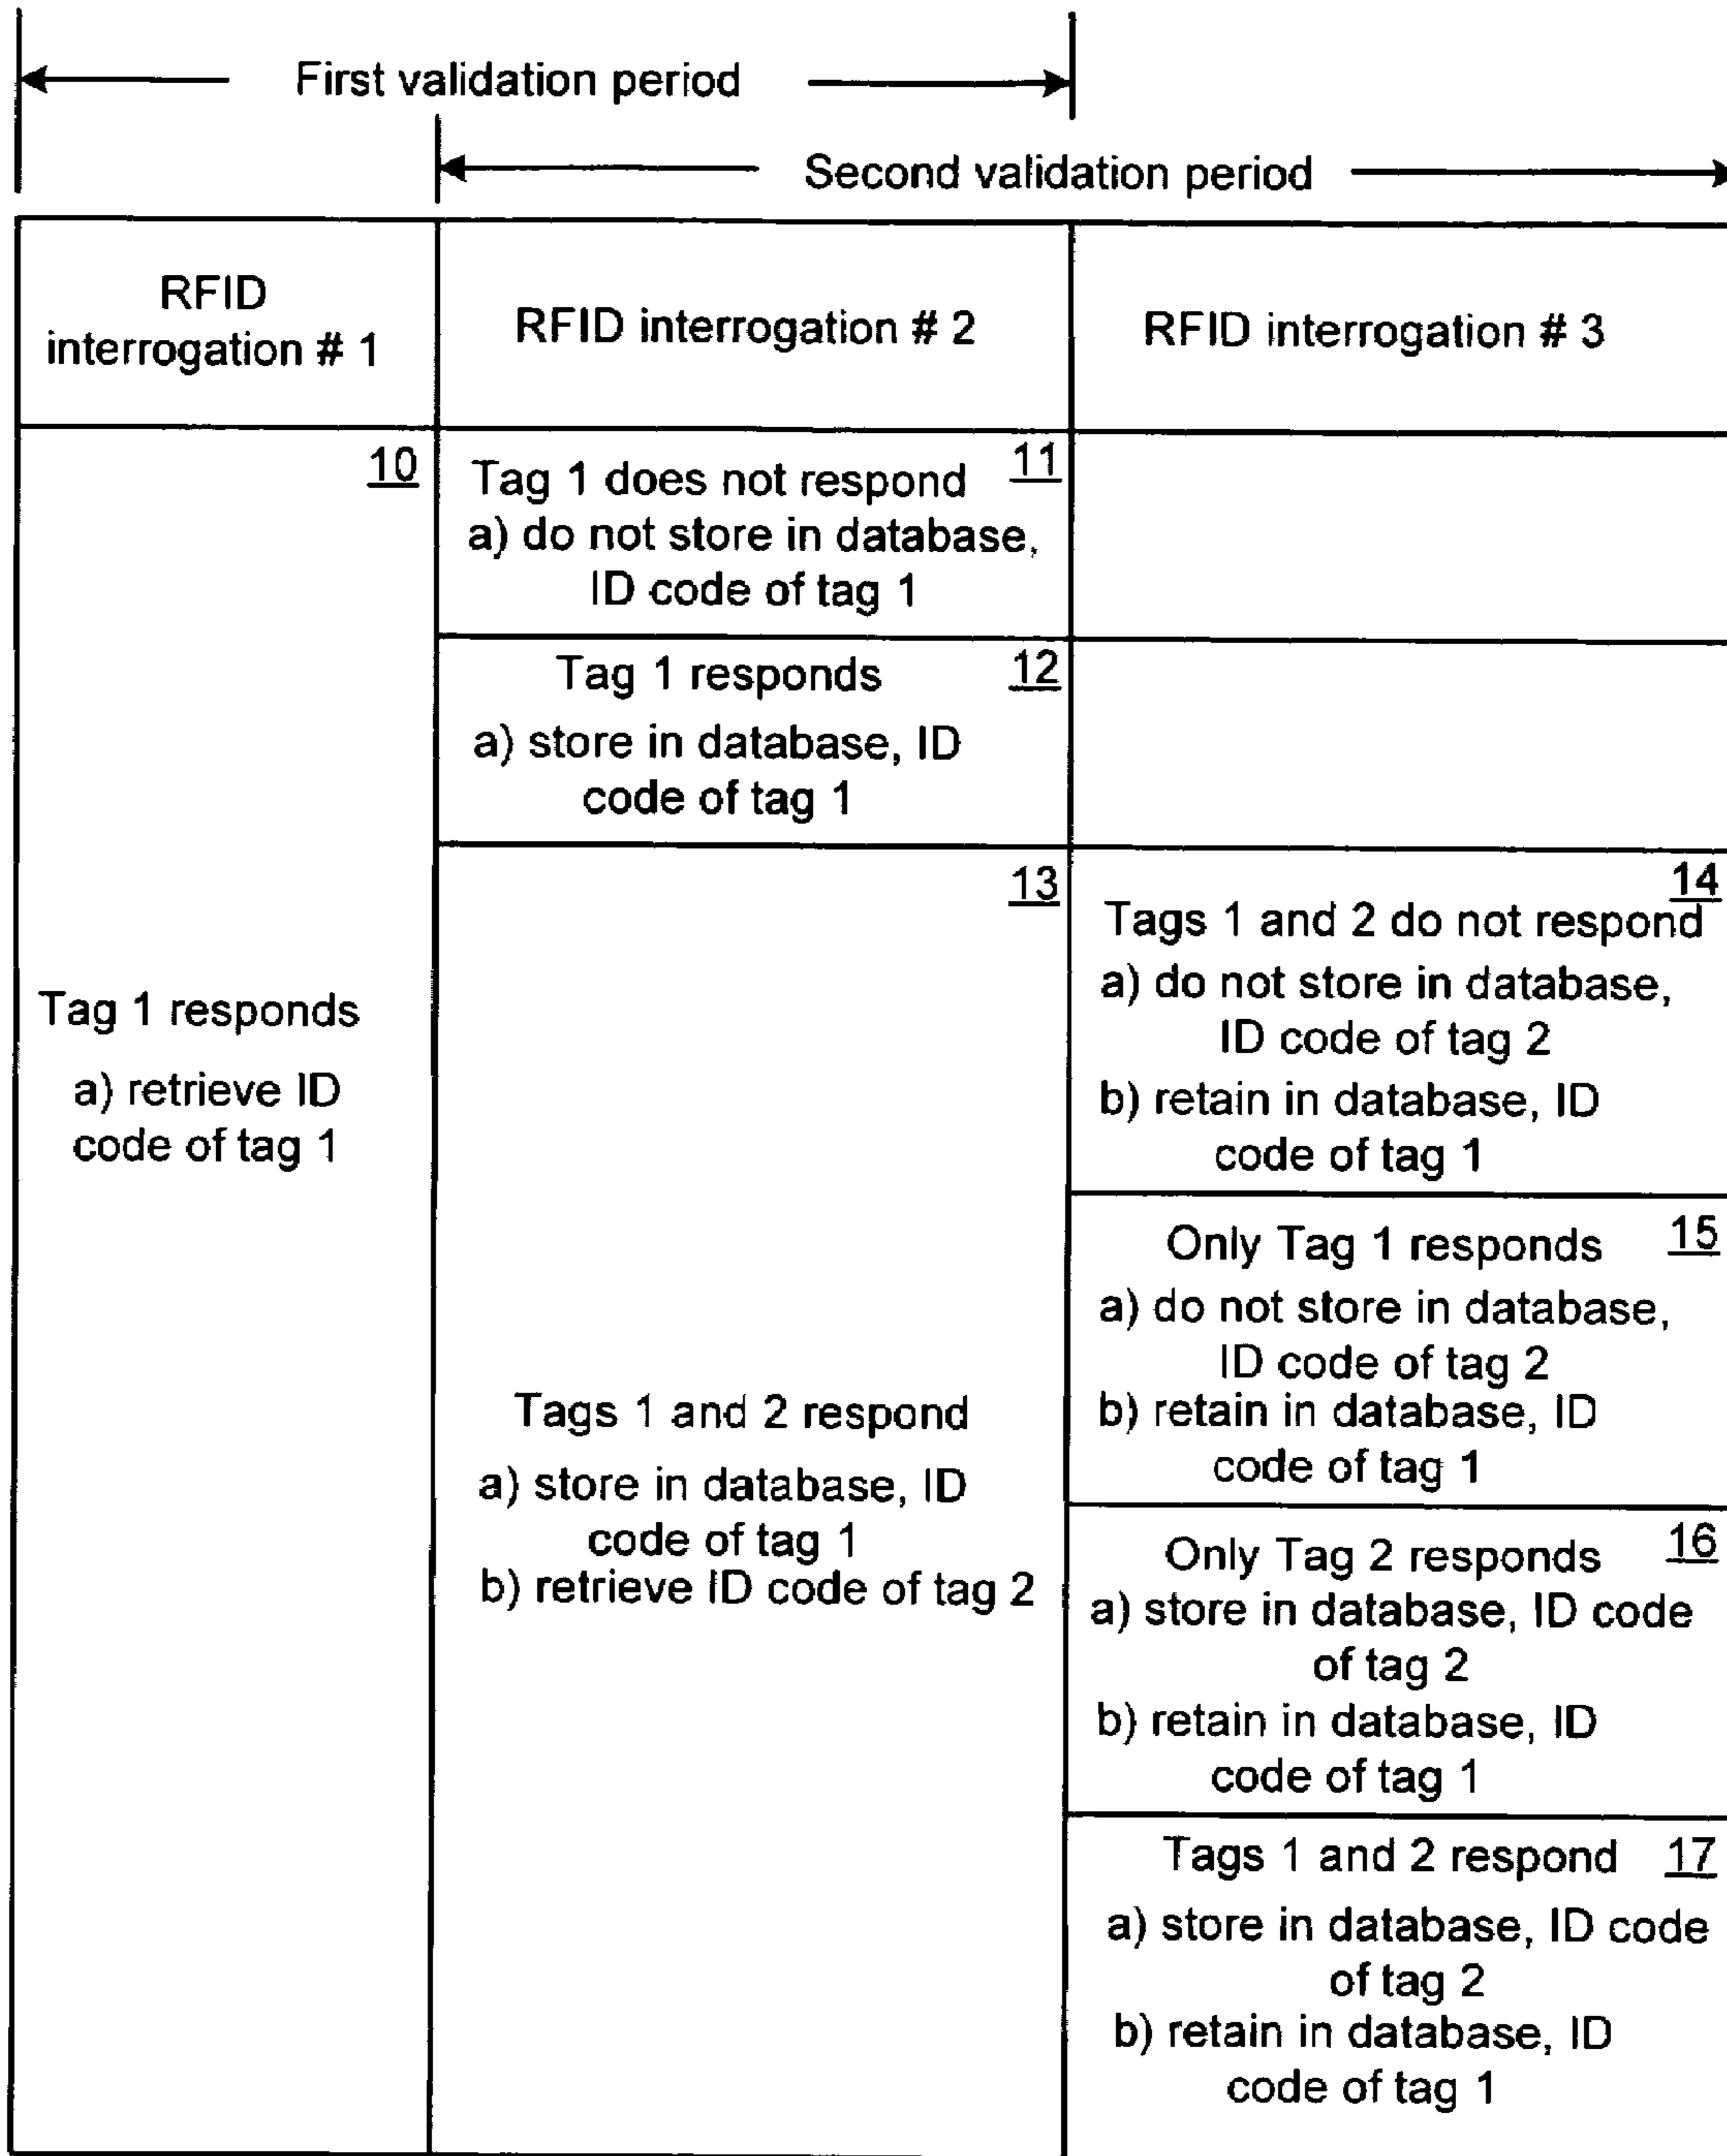 First validation period
Second validation period
RFID
interrogation # 1
RFID interrogation # 2
RFID interrogation # 3
10
Tag 1 responds
a) retrieve ID
code of tag 1
11
Tag 1 does not respond
a) do not store in database,
ID code of tag 1
12
Tag 1 responds
a) store in database, ID
code of tag 1
13
Tags 1 and 2 respond
a) store in database, ID
code of tag 1
b) retrieve ID code of tag 2
14
Tags 1 and 2 do not respond
a) do not store in database,
ID code of tag 2
b) retain in database, ID
code of tag 1
15
Only Tag 1 responds
a) do not store in database,
ID code of tag 2
b) retain in database, ID
code of tag 1
16
Only Tag 2 responds
a) store in database, ID code
of tag 2
b) retain in database, ID
code of tag 1
17
Tags 1 and 2 respond
a) store in database, ID code
of tag 2
b) retain in database, ID
code of tag 1